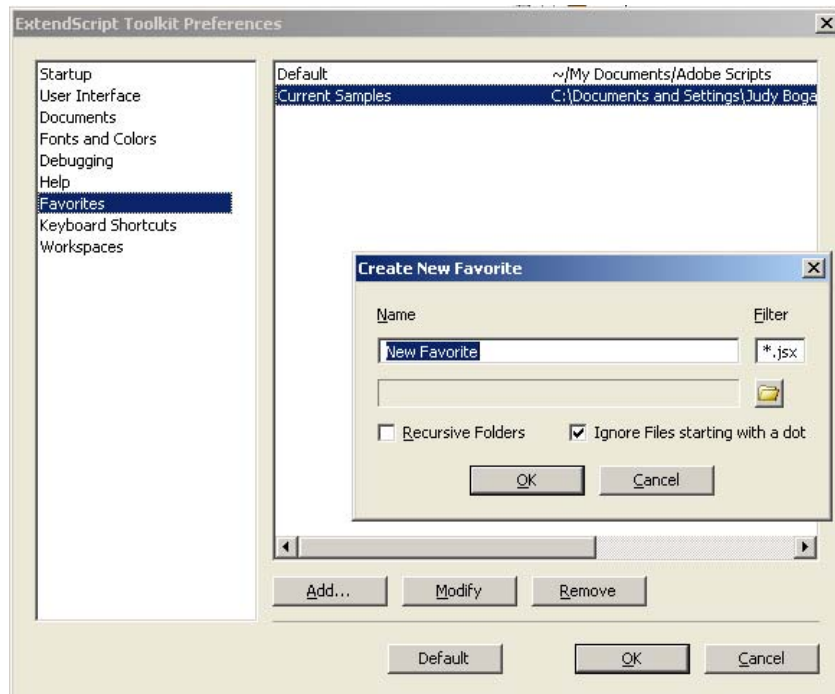 ExtendScript Toolkit Preferences
Startup
User Interface
Documents
Fonts and Colors
Debugging
Help
Favorites
Keyboard Shortcuts
Workspaces
Default ~/My Documents/Adobe Scripts
Current Samples C:\Documents and Settings\Judy Boga
Create New Favorite
Name Filter
New Favorite *.jsx
Recursive Folders Ignore Files starting with a dot
OK Cancel
Add... Modify Remove
Default OK Cancel